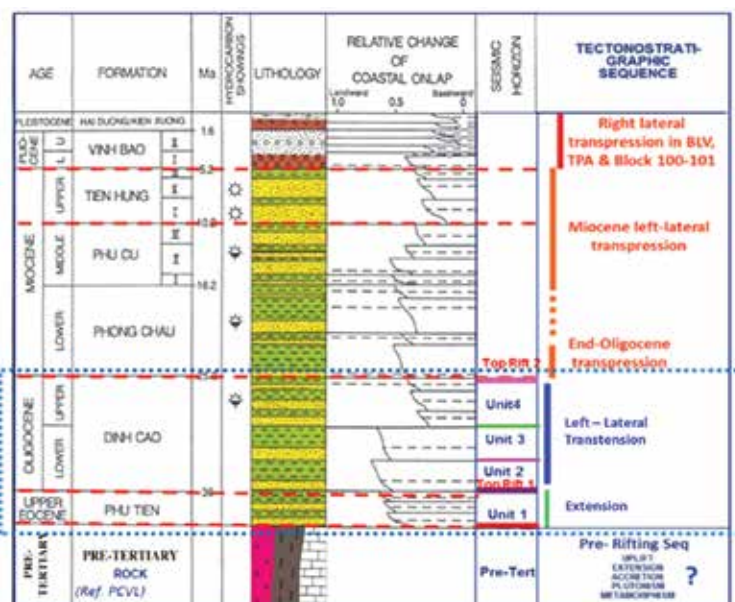 AGE
FORMATION
Ma
HYDROCARBON
SHOWINGS
LITHOLOGY
RELATIVE CHANGE
OF
COASTAL ONLAP
Landward
1.0
0.5
0
SEISMIC
HORIZON
TECTONOSTRATI-
GRAPHIC
SEQUENCE
HAI DUONG/KIEN XUONG
1.6
U
L
VINH BAO
5.2
Right lateral
transpression in BLV,
TPA & Block 100-101
MIOCENE
UPPER
TIEN HUNG
Miocene left-lateral
transpression
MIDDLE
PHU CU
16.2
LOWER
PHONG CHAU
Top Rift 2
End-Oligocene
transpression
OLIGOCENE
UPPER
LOWER
DINH CAO
Unit4
Unit 3
Unit 2
Top Rift 1
Left – Lateral
Transtension
UPPER
EOCENE
PHU TIEN
Unit 1
Extension
PRE-
TERTIARY
PRE-TERTIARY
ROCK
(Ref. PCVL)
Pre-Tert
Pre- Rifting Seq
UPLIFT
EXTENSION
ACCRETION
PLUTONISM
METAMORPHISM
?